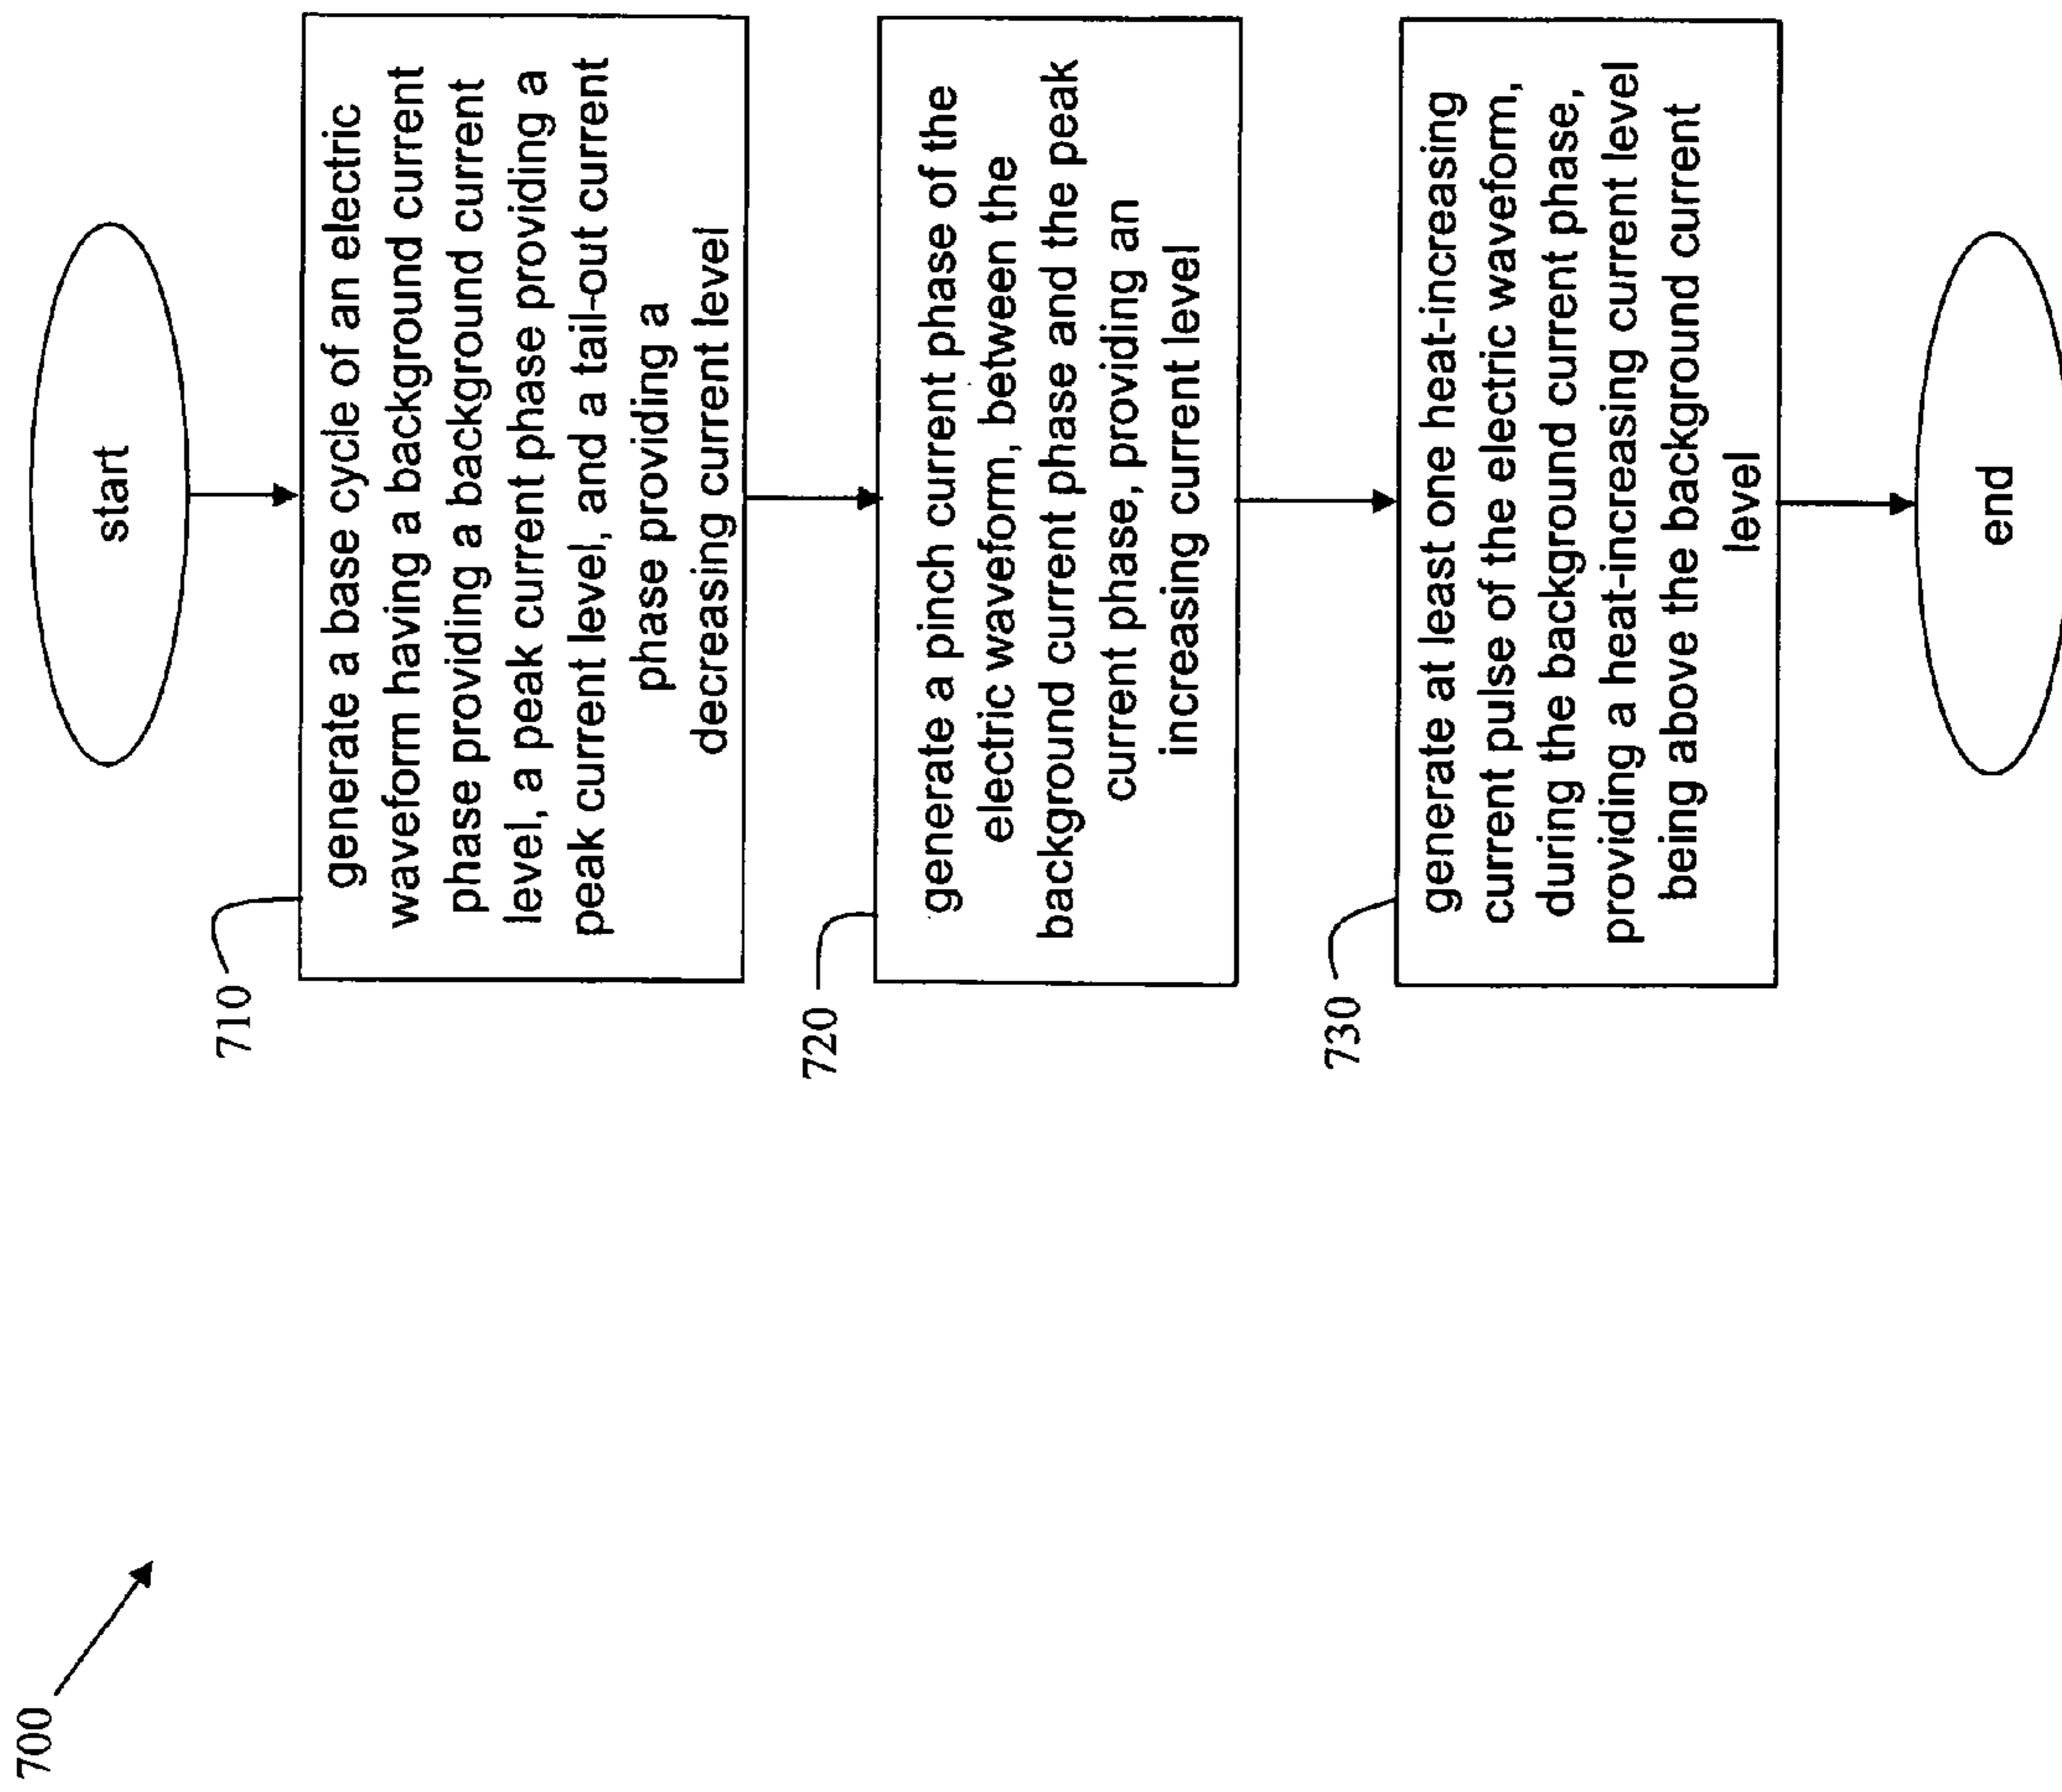 700
start
710
generate a base cycle of an electric
waveform having a background current
phase providing a background current
level, a peak current phase providing a
peak current level, and a tail-out current
phase providing a
decreasing current level
720
generate a pinch current phase of the
electric waveform, between the
background current phase and the peak
current phase, providing an
increasing current level
730
generate at least one heat-increasing
current pulse of the electric waveform,
during the background current phase,
providing a heat-increasing current level
being above the background current
level
end